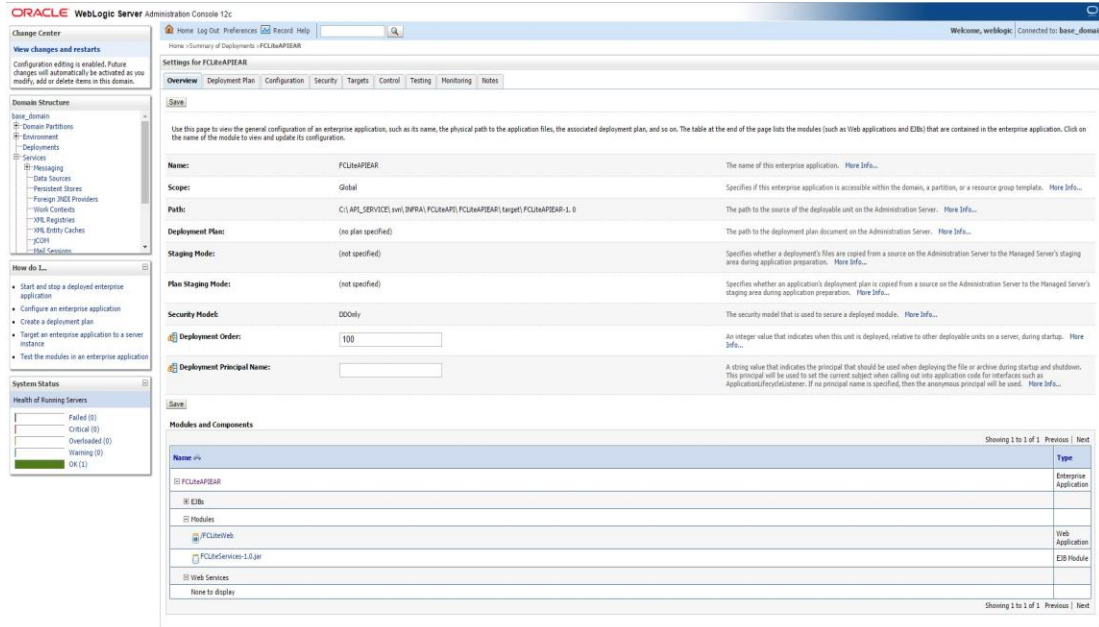 ORACLE WebLogic Server Administration Console 12c
Change Center
View changes and restarts
Configuration editing is enabled. Future
changes will automatically be activated as you
modify, add or delete items in this domain.
Domain Structure
base_domain
Domain Partitions
Environment
Deployments
Services
Messaging
Data Sources
Persistent Stores
Foreign JNDI Providers
Work Contexts
XML Registries
XML Entity Caches
jCOM
Mail Sessions
How do I...
Start and stop a deployed enterprise
application
Configure an enterprise application
Create a deployment plan
Target an enterprise application to a server
instance
Test the modules in an enterprise application
System Status
Health of Running Servers
Failed (0)
Critical (0)
Overloaded (0)
Warning (0)
OK (1)
Home Log Out Preferences Record Help
Welcome, weblogic Connected to: base_domai
Home >Summary of Deployments >FCLiteAPIEAR
Settings for FCLiteAPIEAR
Overview Deployment Plan Configuration Security Targets Control Testing Monitoring Notes
Save
Use this page to view the general configuration of an enterprise application, such as its name, the physical path to the application files, the associated deployment plan, and so on. The table at the end of the page lists the modules (such as Web applications and EJBs) that are contained in the enterprise application. Click on
the name of the module to view and update its configuration.
Name: FCLiteAPIEAR The name of this enterprise application. More Info...
Scope: Global Specifies if this enterprise application is accessible within the domain, a partition, or a resource group template. More Info...
Path: C:\ API_SERVICE\ svn\ INFRA\ FCLiteAPI\ FCLiteAPIEAR\ target\ FCLiteAPIEAR-1. 0 The path to the source of the deployable unit on the Administration Server. More Info...
Deployment Plan: (no plan specified) The path to the deployment plan document on the Administration Server. More Info...
Staging Mode: (not specified) Specifies whether a deployment's files are copied from a source on the Administration Server to the Managed Server's staging
area during application preparation. More Info...
Plan Staging Mode: (not specified) Specifies whether an application's deployment plan is copied from a source on the Administration Server to the Managed Server's
staging area during application preparation. More Info...
Security Model: DDOnly The security model that is used to secure a deployed module. More Info...
Deployment Order: 100 An integer value that indicates when this unit is deployed, relative to other deployable units on a server, during startup. More
Info...
Deployment Principal Name: A string value that indicates the principal that should be used when deploying the file or archive during startup and shutdown.
This principal will be used to set the current subject when calling out into application code for interfaces such as
ApplicationLifecycleListener. If no principal name is specified, then the anonymous principal will be used. More Info...
Save
Modules and Components
Showing 1 to 1 of 1 Previous | Next
Name Type
FCLiteAPIEAR Enterprise
Application
EJBs
Modules
/FCLiteWeb Web
Application
FCLiteServices-1.0.jar EJB Module
Web Services
None to display
Showing 1 to 1 of 1 Previous | Next